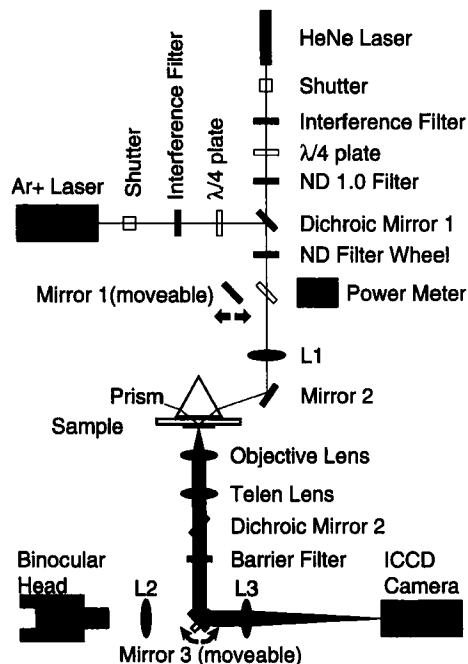 HeNe Laser
Shutter
Interference Filter
λ/4 plate
ND 1.0 Filter
Ar+ Laser
Shutter
Interference Filter
λ/4 plate
Dichroic Mirror 1
ND Filter Wheel
Mirror 1(moveable)
Power Meter
L1
Prism
Mirror 2
Sample
Objective Lens
Telen Lens
Dichroic Mirror 2
Barrier Filter
Binocular
Head
L2
L3
ICCD
Camera
Mirror 3 (moveable)